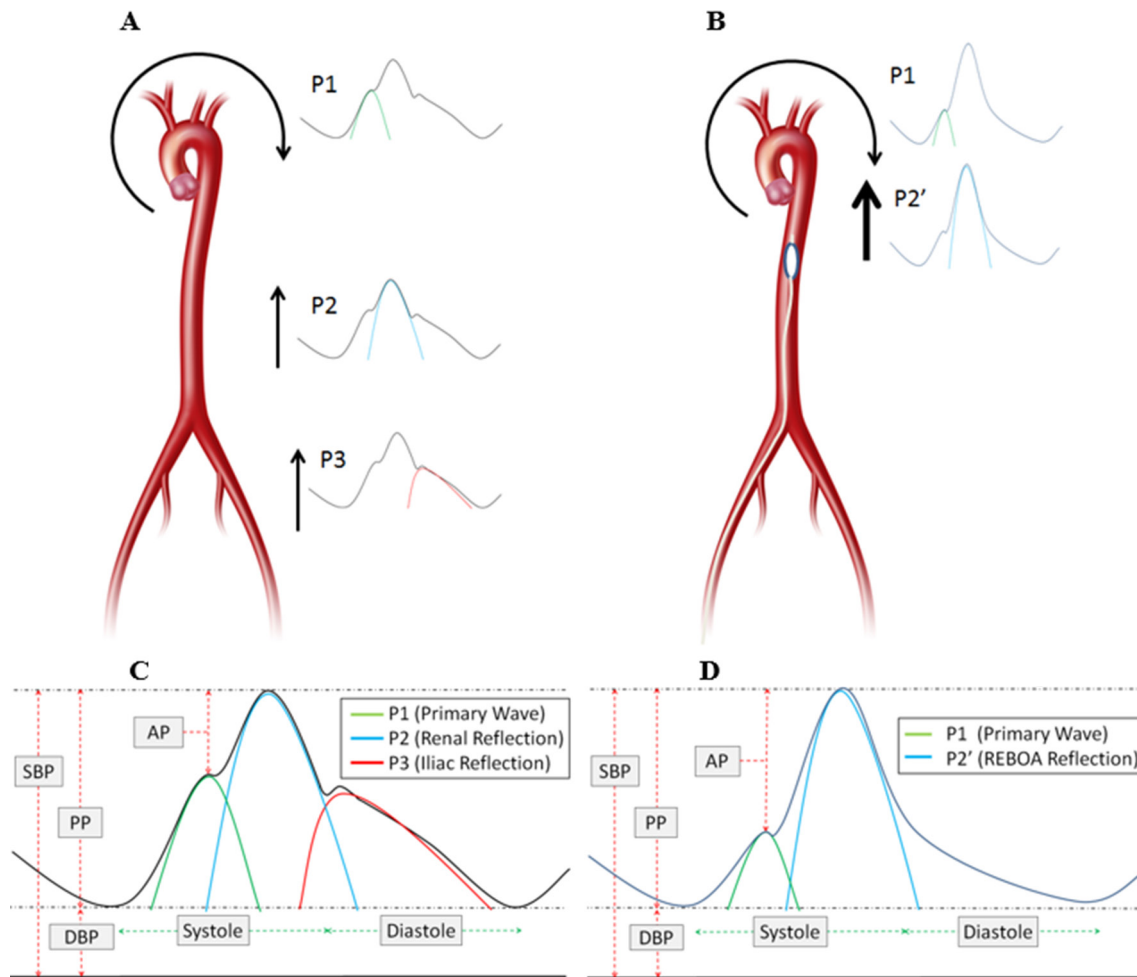 A
B
P1
P2
P3
P1
P2’
C
D
AP
SBP
PP
DBP
Systole
Diastole
P1 (Primary Wave)
P2 (Renal Reflection)
P3 (Iliac Reflection)
AP
SBP
PP
DBP
Systole
Diastole
P1 (Primary Wave)
P2’ (REBOA Reflection)